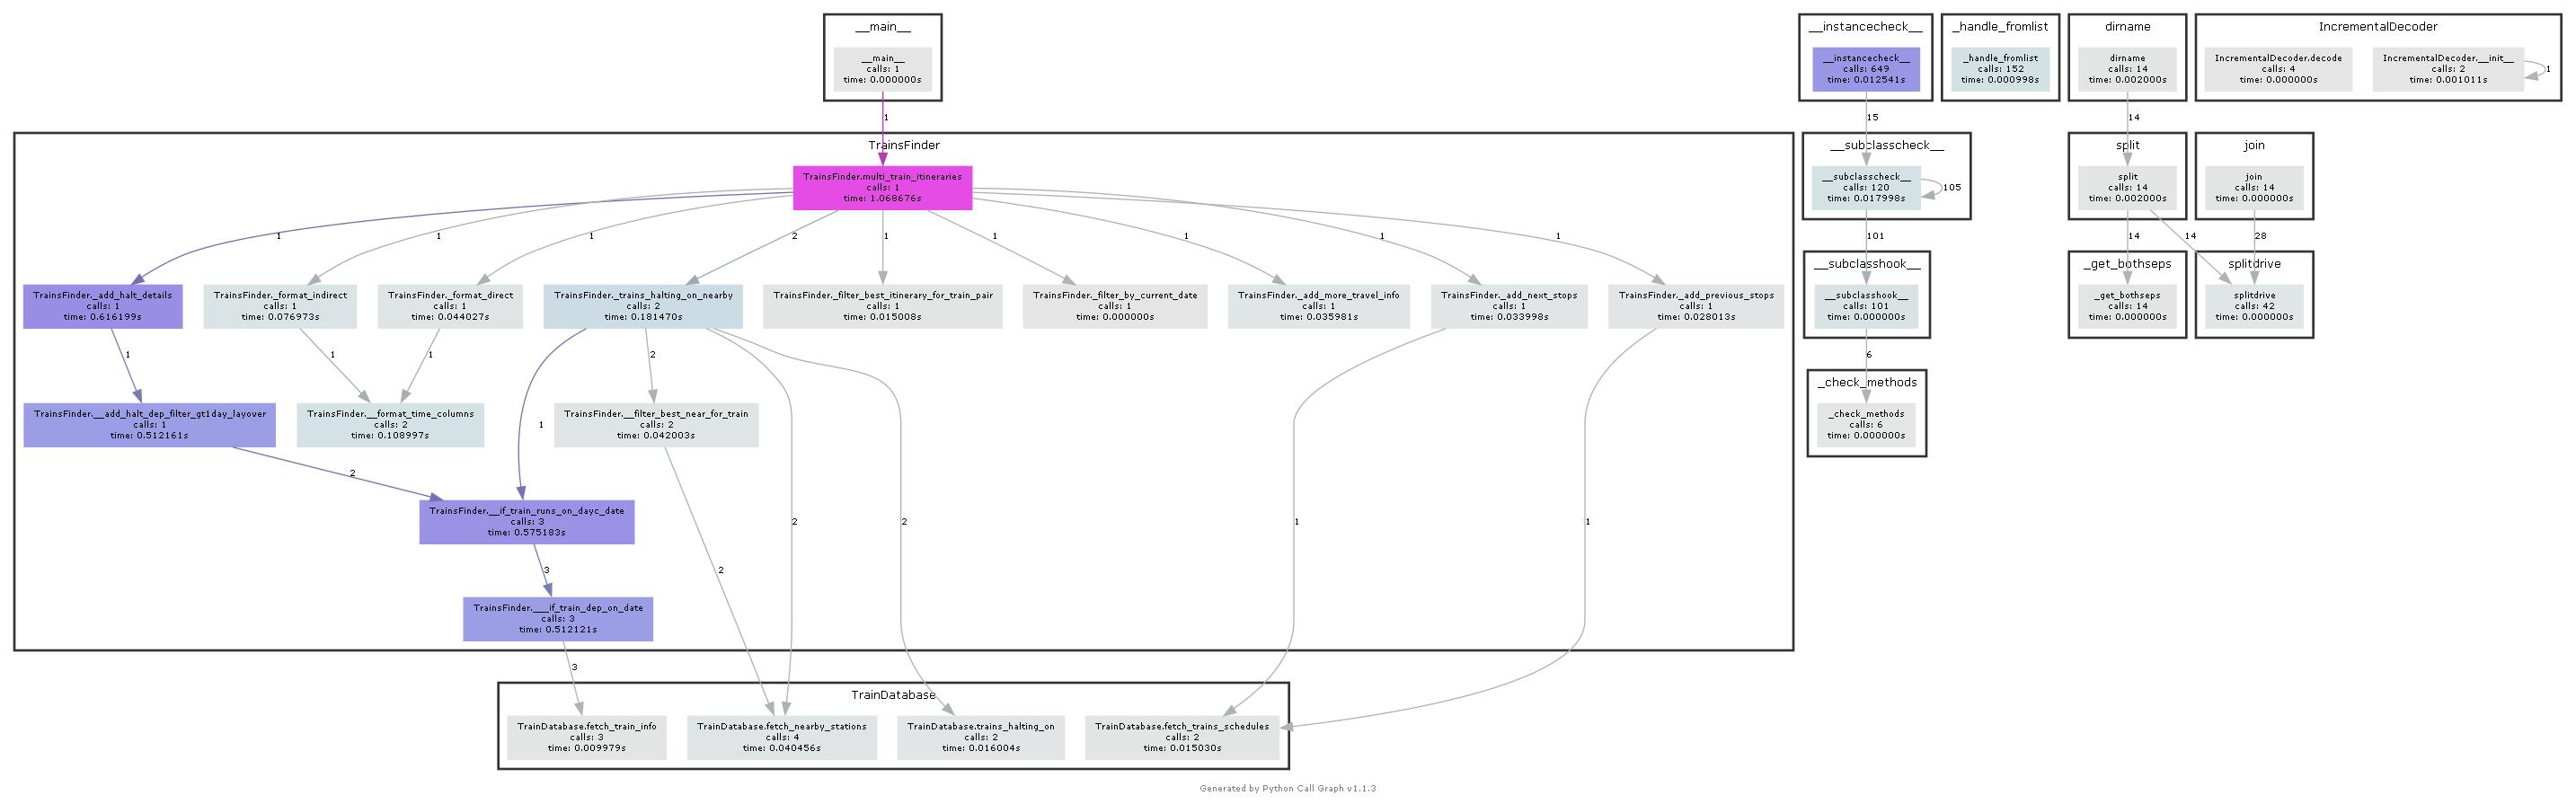 __main__
__main__
calls: 1
time: 0.000000s
__instancecheck__
__instancecheck__
calls: 649
time: 0.012541s
_handle_fromlist
_handle_fromlist
calls: 152
time: 0.000998s
dirname
dirname
calls: 14
time: 0.002000s
IncrementalDecoder
IncrementalDecoder.decode
calls: 4
time: 0.000000s
IncrementalDecoder.__init__
calls: 2
time: 0.001011s
1
1
15
14
TrainsFinder
TrainsFinder.multi_train_itineraries
calls: 1
time: 1.068676s
__subclasscheck__
__subclasscheck__
calls: 120
time: 0.017998s
105
split
split
calls: 14
time: 0.002000s
join
join
calls: 14
time: 0.000000s
1
1
1
2
1
1
1
1
1
101
14
14
28
TrainsFinder._add_halt_details
calls: 1
time: 0.616199s
TrainsFinder._format_indirect
calls: 1
time: 0.076973s
TrainsFinder._format_direct
calls: 1
time: 0.044027s
TrainsFinder._trains_halting_on_nearby
calls: 2
time: 0.181470s
TrainsFinder._filter_best_itinerary_for_train_pair
calls: 1
time: 0.015008s
TrainsFinder._filter_by_current_date
calls: 1
time: 0.000000s
TrainsFinder._add_more_travel_info
calls: 1
time: 0.035981s
TrainsFinder._add_next_stops
calls: 1
time: 0.033998s
TrainsFinder._add_previous_stops
calls: 1
time: 0.028013s
__subclasshook__
__subclasshook__
calls: 101
time: 0.000000s
_get_bothseps
_get_bothseps
calls: 14
time: 0.000000s
splitdrive
splitdrive
calls: 42
time: 0.000000s
1
1
1
2
6
TrainsFinder.__add_halt_dep_filter_gt1day_layover
calls: 1
time: 0.512161s
TrainsFinder.__format_time_columns
calls: 2
time: 0.108997s
1
TrainsFinder.__filter_best_near_for_train
calls: 2
time: 0.042003s
_check_methods
_check_methods
calls: 6
time: 0.000000s
2
TrainsFinder.__if_train_runs_on_dayc_date
calls: 3
time: 0.575183s
2
2
1
1
3
2
TrainsFinder.___if_train_dep_on_date
calls: 3
time: 0.512121s
3
TrainDatabase
TrainDatabase.fetch_train_info
calls: 3
time: 0.009979s
TrainDatabase.fetch_nearby_stations
calls: 4
time: 0.040456s
TrainDatabase.trains_halting_on
calls: 2
time: 0.016004s
TrainDatabase.fetch_trains_schedules
calls: 2
time: 0.015030s
Generated by Python Call Graph v1.1.3